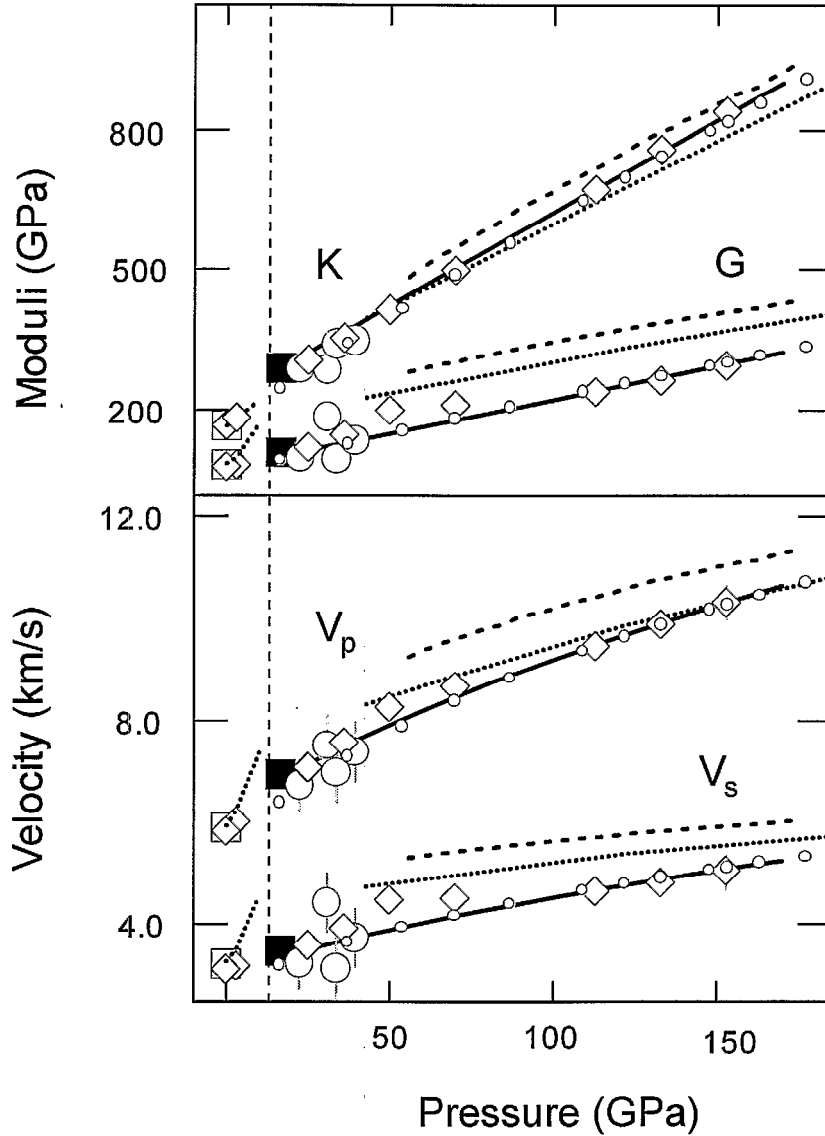 800
500
200
Moduli (GPa)
K
G
12.0
8.0
4.0
Velocity (km/s)
Vp
Vs
50
100
150
Pressure (GPa)